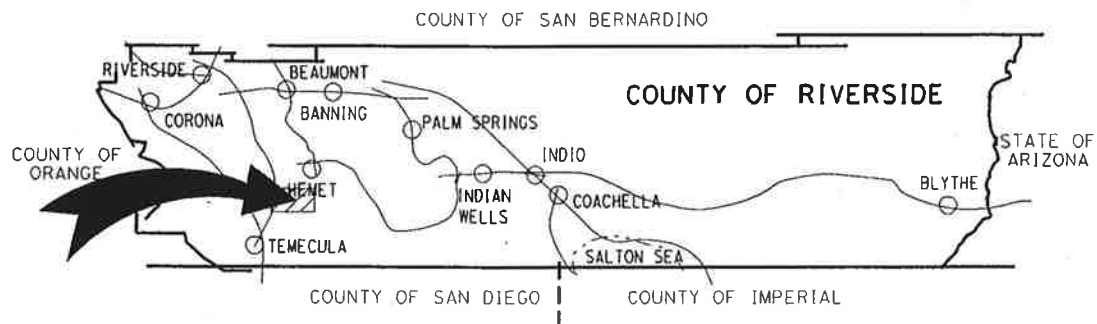 COUNTY OF SAN BERNARDINO
RIVERSIDE
BEAUMONT
COUNTY OF RIVERSIDE
CORONA
BANNING
PALM SPRINGS
STATE OF
ARIZONA
COUNTY OF
ORANGE
INDIO
HENET
INDIAN
WELLS
COACHELLA
BLYTHE
TEMECULA
SALTON SEA
COUNTY OF SAN DIEGO
COUNTY OF IMPERIAL